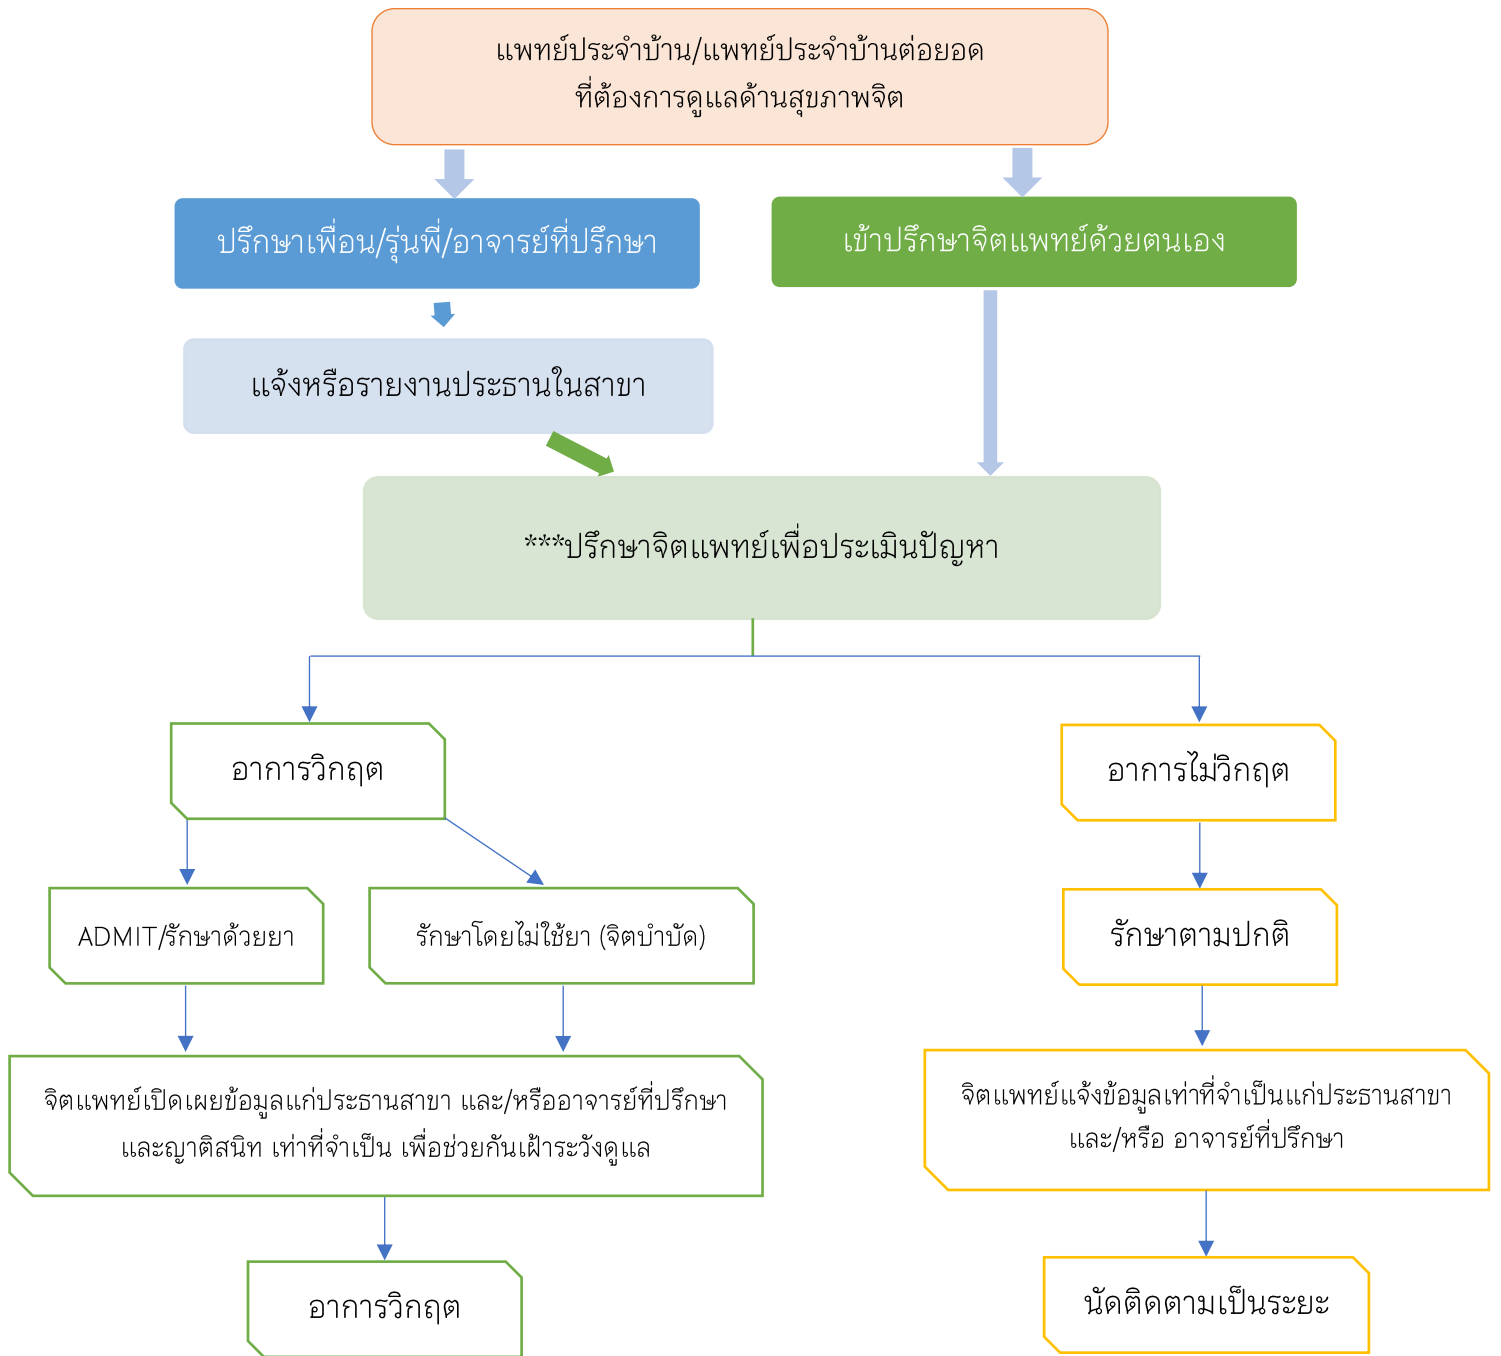 แพทย์ประจำบ้าน/แพทย์ประจำบ้านต่อยอด
ที่ต้องการดูแลด้านสุขภาพจิต
ปรึกษาเพื่อน/รุ่นพี่/อาจารย์ที่ปรึกษา
เข้าปรึกษาจิตแพทย์ด้วยตนเอง
แจ้งหรือรายงานประธานในสาขา
***ปรึกษาจิตแพทย์เพื่อประเมินปัญหา
อาการวิกฤต
อาการไม่วิกฤต
ADMIT/รักษาด้วยยา
รักษาโดยไม่ใช้ยา (จิตบำบัด)
รักษาตามปกติ
จิตแพทย์เปิดเผยข้อมูลแก่ประธานสาขา และ/หรืออาจารย์ที่ปรึกษา
และญาติสนิท เท่าที่จำเป็น เพื่อช่วยกันเฝ้าระวังดูแล
จิตแพทย์แจ้งข้อมูลเท่าที่จำเป็นแก่ประธานสาขา
และ/หรือ อาจารย์ที่ปรึกษา
อาการวิกฤต
นัดติดตามเป็นระยะ